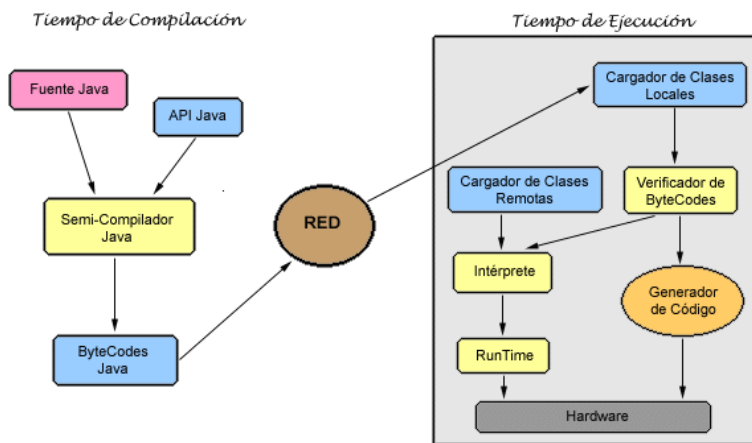 Tiempo de Compilación
Tiempo de Ejecución
Fuente Java
API Java
Semi-Compilador
Java
ByteCodes
Java
RED
Cargador de Clases
Locales
Cargador de Clases
Remotas
Verificador de
ByteCodes
Intérprete
Generador
de Código
RunTime
Hardware